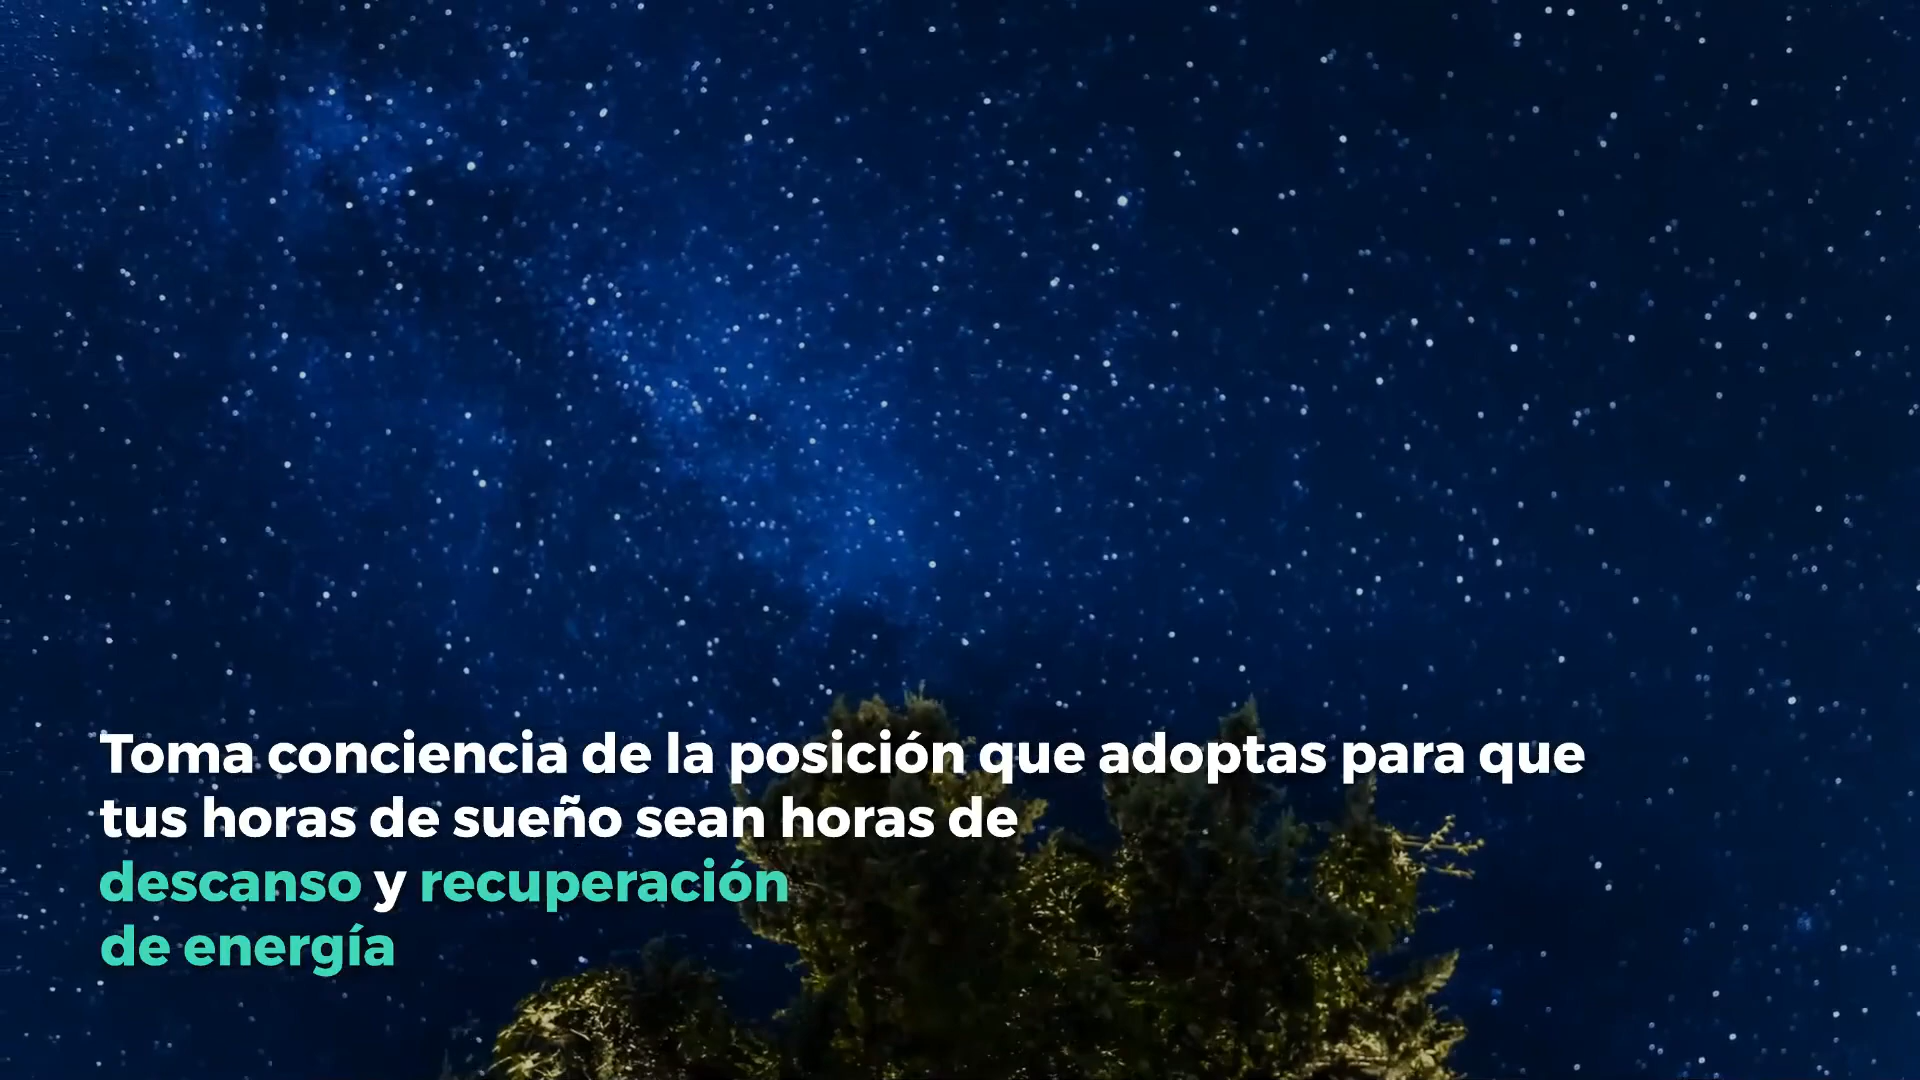 Toma conciencia de la posición que adoptas para que
tus horas de sueño sean horas de
descanso y recuperación
de energía